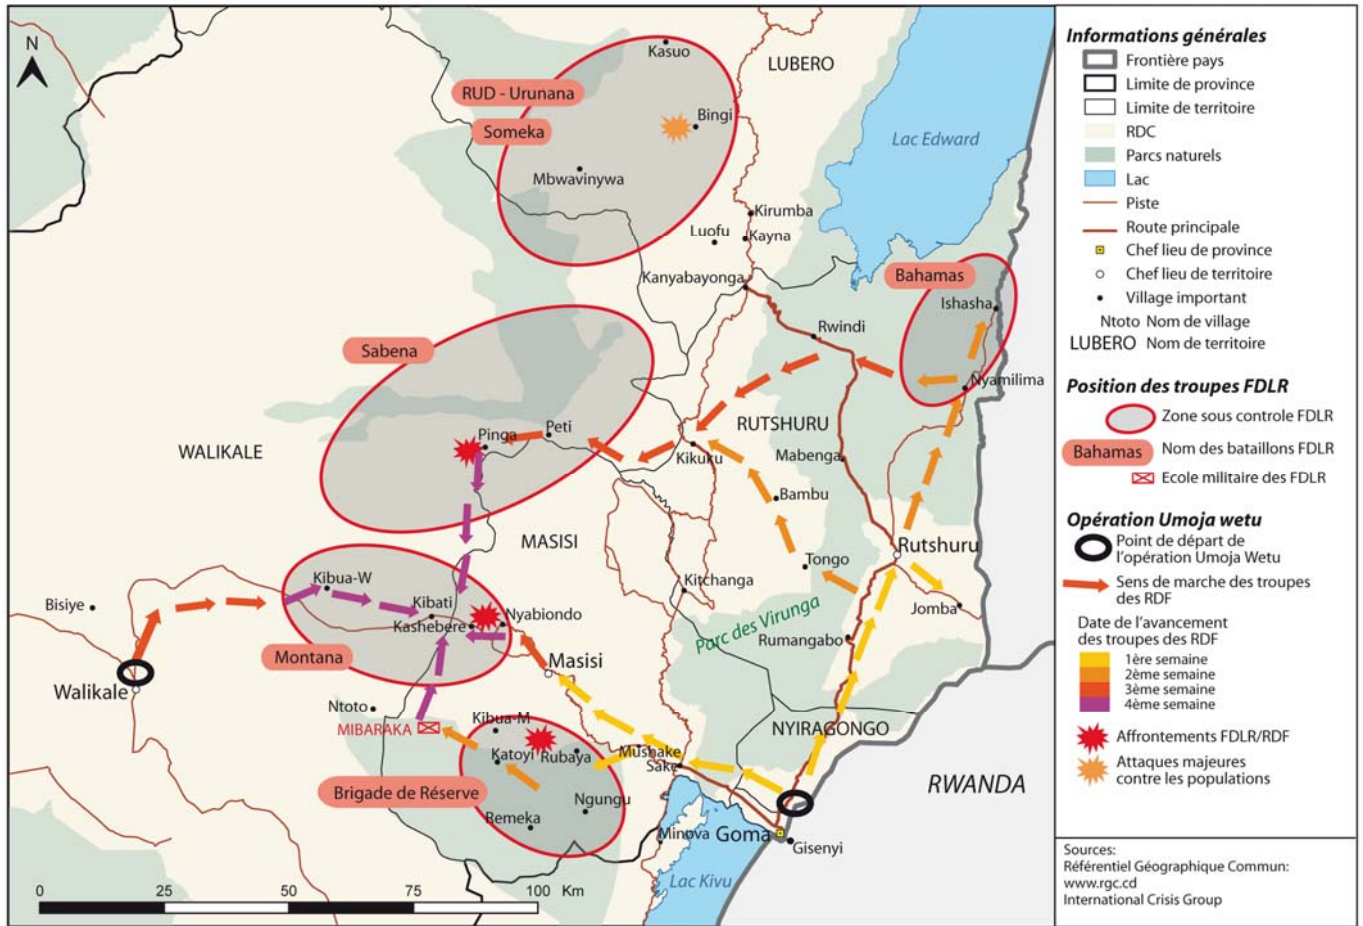 N
Kasuo
LUBERO
RUD - Urunana
Bingi
Someka
Lac Edward
Mbwavinywa
Kirumba
Luofu
Kayna
Kanyabayonga
Bahamas
Ishasha
Rwindi
Sabena
Nyamilima
Peti
RUTSHURU
Pinga
WALIKALE
Kikuku
Mabenga
Bambu
MASISI
Rutshuru
Tongo
Kibua-W
Kitchanga
Bisiye
Kibati
Nyabiondo
Jomba
Kashebere
Parc des Virunga
Rumangabo
Montana
Masisi
Walikale
Ntoto
Kibua-M
MIBARAKA
NYIRAGONGO
Mushake
Katoyi
Rubaya
Sake
RWANDA
Brigade de Réserve
Ngungu
Remeka
Minova
Goma
Gisenyi
Lac Kivu
0 25 50 75 100 Km
Informations générales
Frontière pays
Limite de province
Limite de territoire
RDC
Parcs naturels
Lac
Piste
Route principale
Chef lieu de province
Chef lieu de territoire
Village important
Ntoto Nom de village
LUBERO Nom de territoire
Position des troupes FDLR
Zone sous controle FDLR
Bahamas Nom des bataillons FDLR
Ecole militaire des FDLR
Opération Umoja wetu
Point de départ de
l'opération Umoja Wetu
Sens de marche des troupes
des RDF
Date de l'avancement
des troupes des RDF
1ère semaine
2ème semaine
3ème semaine
4ème semaine
Affrontements FDLR/RDF
Attaques majeures
contre les populations
Sources:
Référentiel Géographique Commun:
www.rgc.cd
International Crisis Group